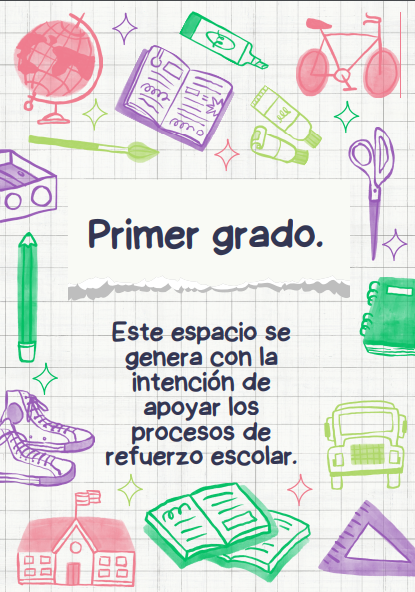 Primer grado.
Este espacio se
genera con la
intención de
apoyar los
procesos de
refuerzo escolar.